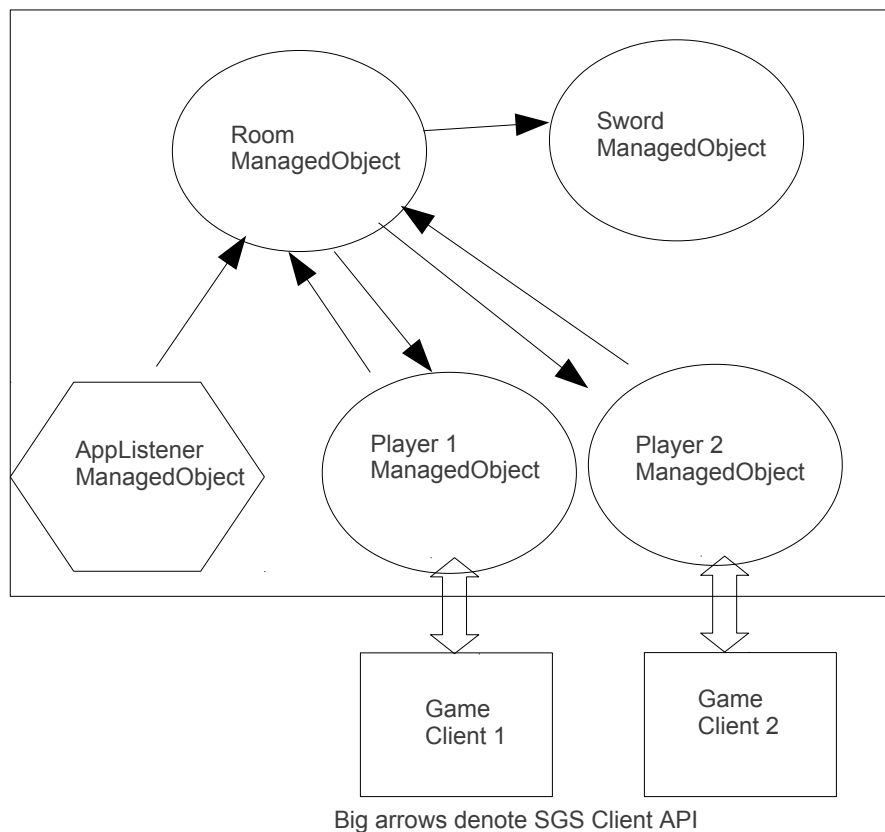 Room
ManagedObject
Sword
ManagedObject
AppListener
ManagedObject
Player 1
ManagedObject
Player 2
ManagedObject
Game
Client 1
Game
Client 2
Big arrows denote SGS Client API